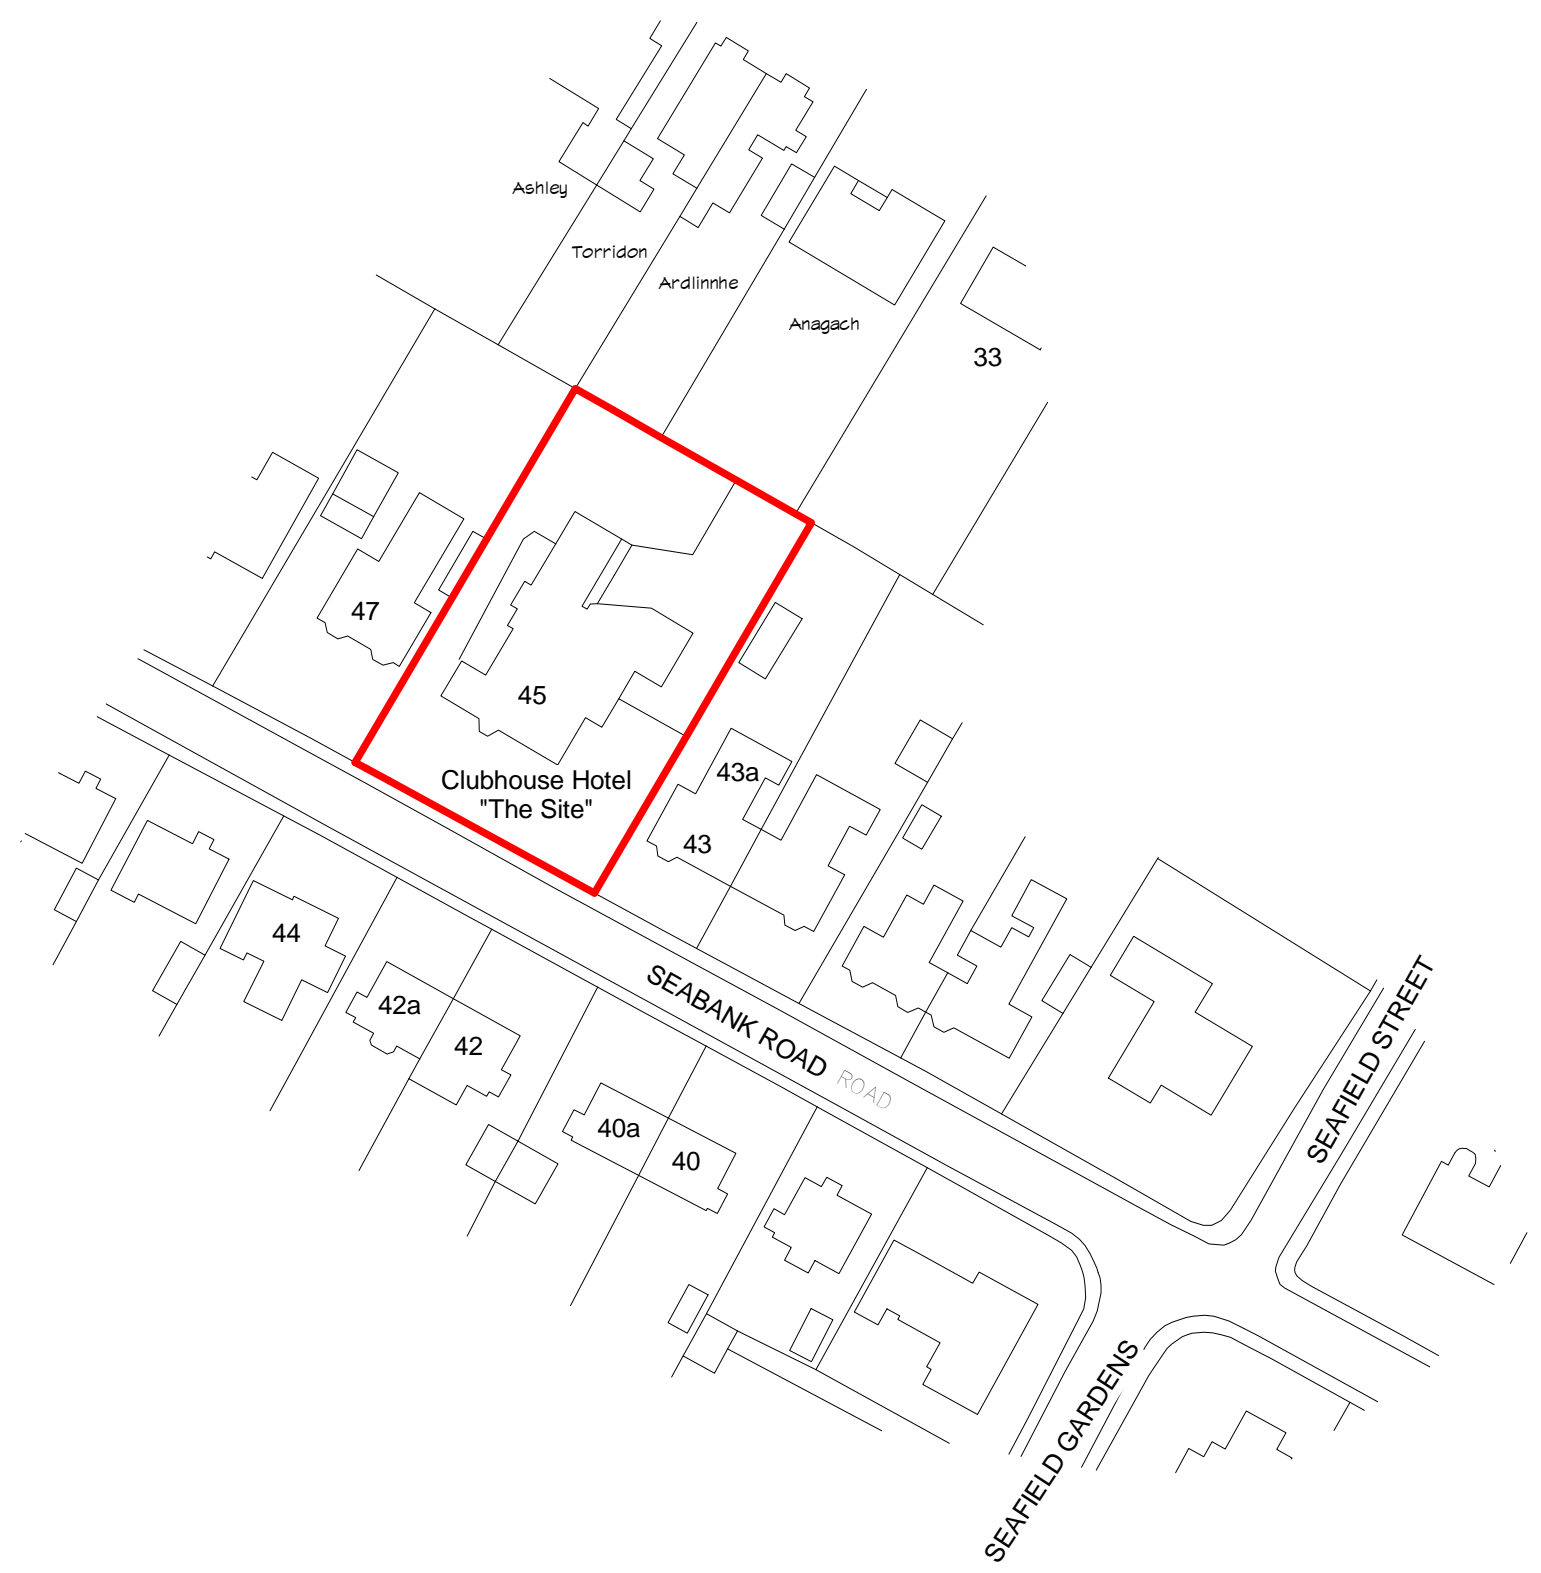 Ashley
Torridon
Ardlinnhe
Anagach
33
47
45
Clubhouse Hotel
"The Site"
43a
43
44
42a
42
SEABANK ROAD
ROAD
40a
40
SEAFIELD STREET
SEAFIELD GARDENS